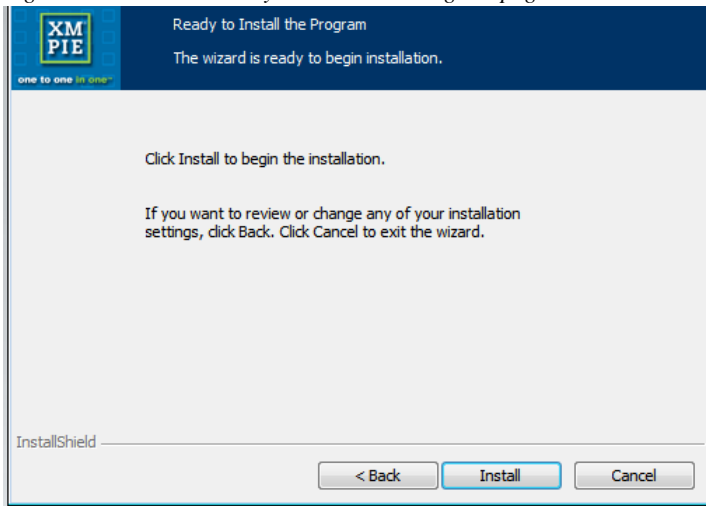 XM
PIE
one to one in one™
Ready to Install the Program
The wizard is ready to begin installation.
Click Install to begin the installation.
If you want to review or change any of your installation
settings, click Back. Click Cancel to exit the wizard.
InstallShield
< Back
Install
Cancel